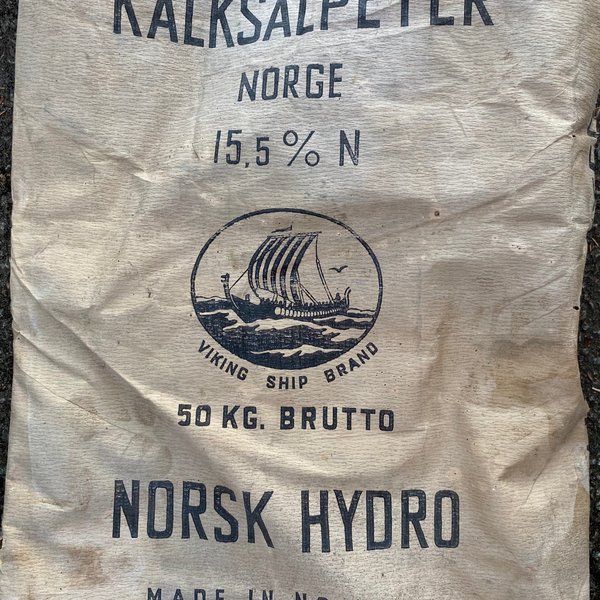 KALKSALPETER
NORGE
15,5% N
VIKING SHIP BRAND
50 KG. BRUTTO
NORSK HYDRO
MADE IN